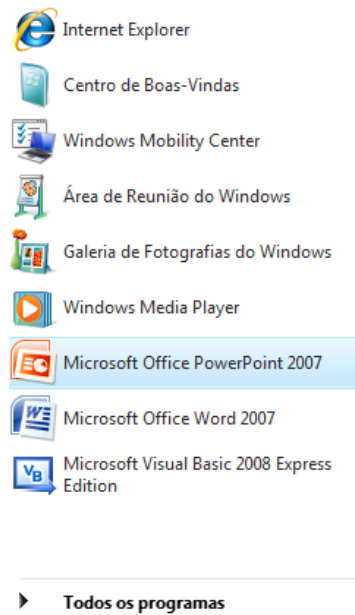 Internet Explorer
Centro de Boas-Vindas
Windows Mobility Center
Área de Reunião do Windows
Galeria de Fotografias do Windows
Windows Media Player
Microsoft Office PowerPoint 2007
Microsoft Office Word 2007
Microsoft Visual Basic 2008 Express
Edition
Todos os programas